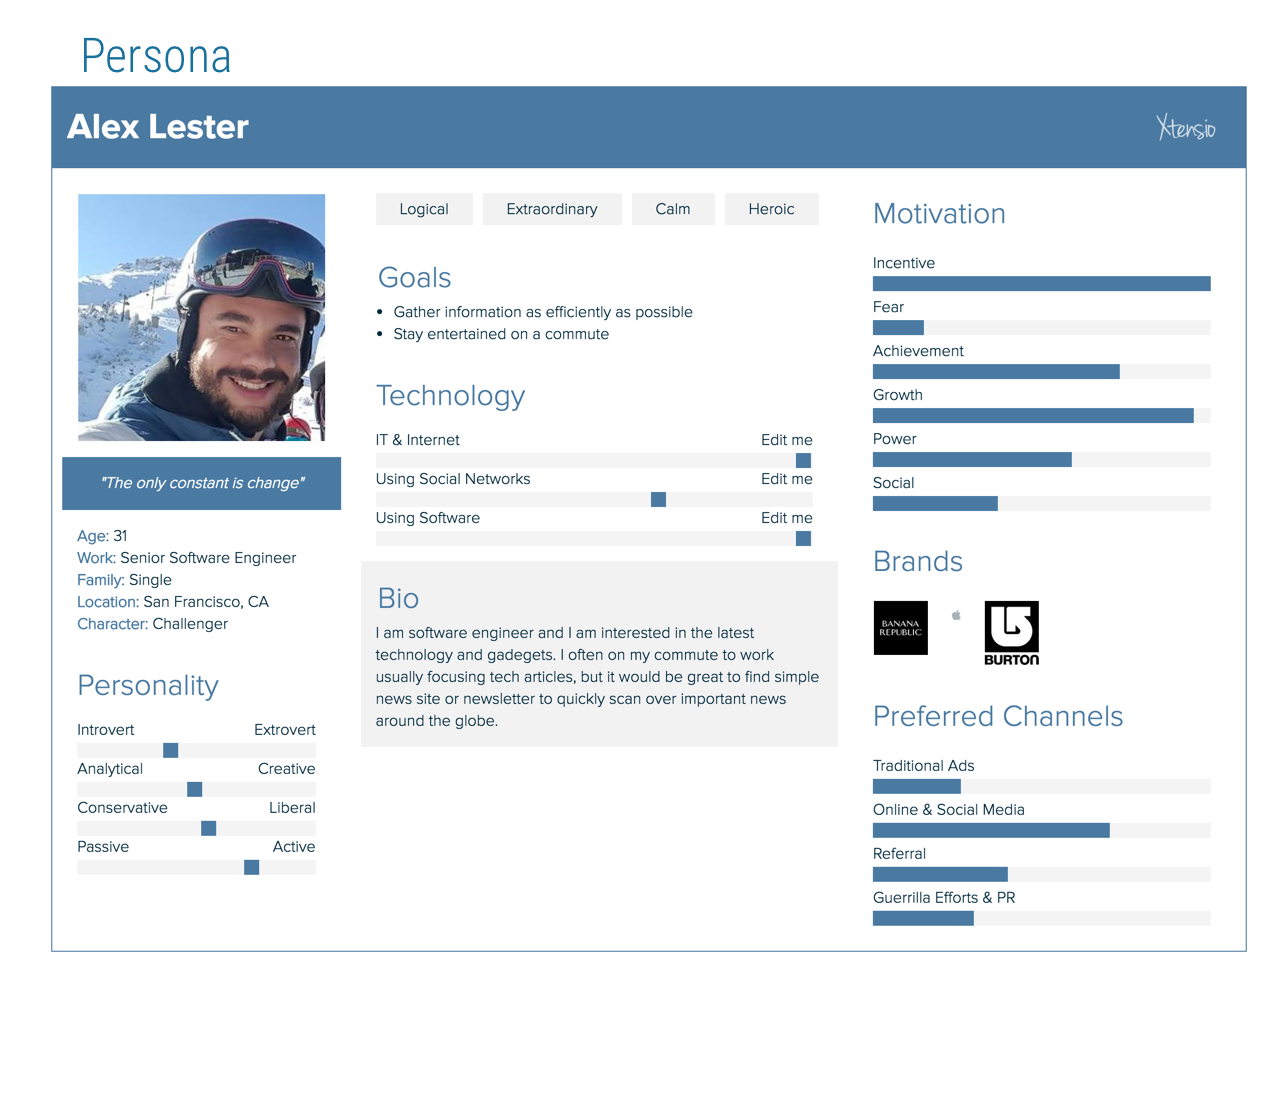 Persona
Alex Lester
Xtensio
"The only constant is change"
Age: 31
Work: Senior Software Engineer
Family: Single
Location: San Francisco, CA
Character: Challenger
Personality
Introvert Extrovert
Analytical Creative
Conservative Liberal
Passive Active
Logical Extraordinary Calm Heroic
Goals
• Gather information as efficiently as possible
• Stay entertained on a commute
Technology
IT & Internet Edit me
Using Social Networks Edit me
Using Software Edit me
Bio
I am software engineer and I am interested in the latest
technology and gadegets. I often on my commute to work
usually focusing tech articles, but it would be great to find simple
news site or newsletter to quickly scan over important news
around the globe.
Motivation
Incentive
Fear
Achievement
Growth
Power
Social
Brands
BANANA
REPUBLIC
BURTON
Preferred Channels
Traditional Ads
Online & Social Media
Referral
Guerrilla Efforts & PR